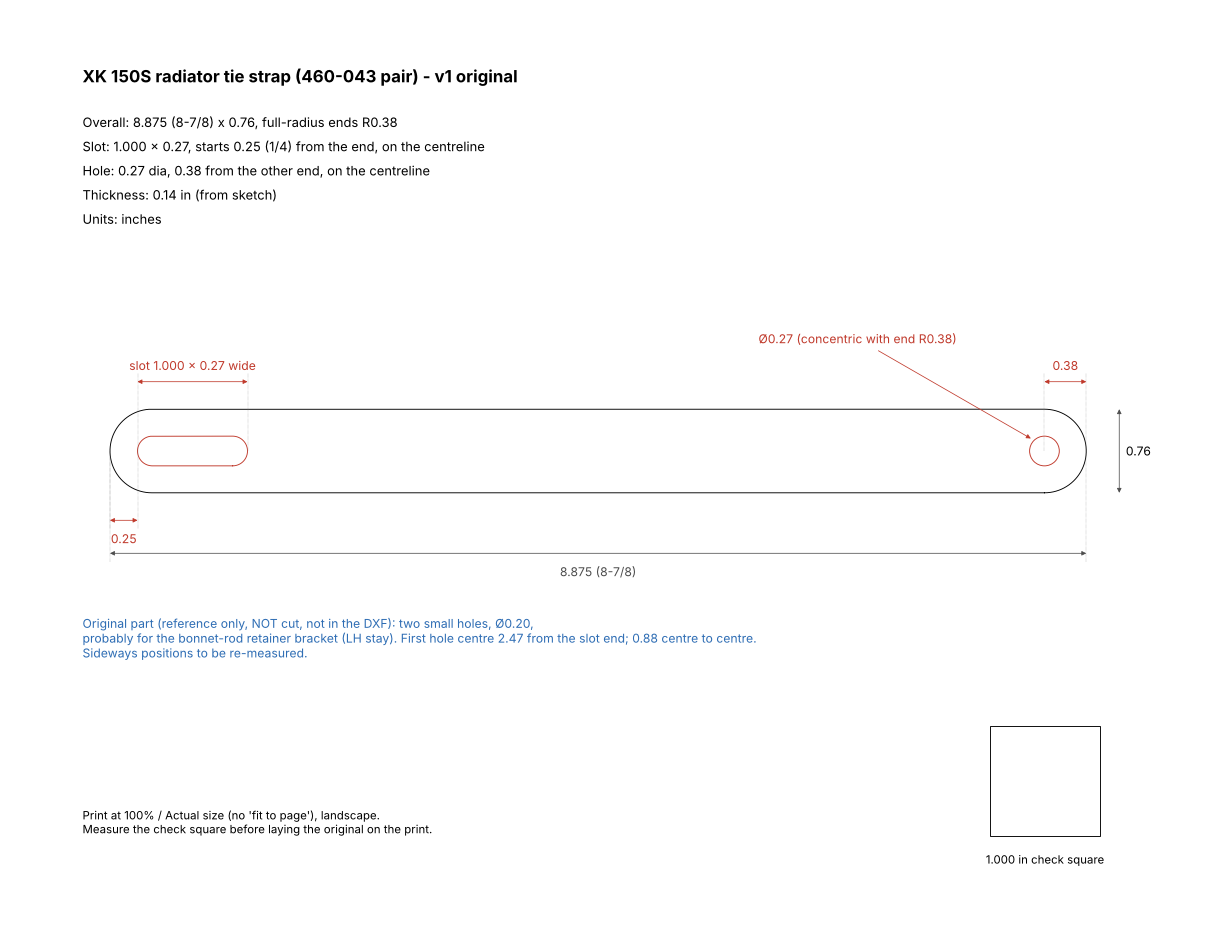 XK 150S radiator tie strap (460-043 pair) - v1 original
Overall: 8.875 (8-7/8) x 0.76, full-radius ends R0.38
Slot: 1.000 × 0.27, starts 0.25 (1/4) from the end, on the centreline
Hole: 0.27 dia, 0.38 from the other end, on the centreline
Thickness: 0.14 in (from sketch)
Units: inches
Ø0.27 (concentric with end R0.38)
slot 1.000 × 0.27 wide
0.38
0.76
0.25
8.875 (8-7/8)
Original part (reference only, NOT cut, not in the DXF): two small holes, Ø0.20,
probably for the bonnet-rod retainer bracket (LH stay). First hole centre 2.47 from the slot end; 0.88 centre to centre.
Sideways positions to be re-measured.
Print at 100% / Actual size (no 'fit to page'), landscape.
Measure the check square before laying the original on the print.
1.000 in check square